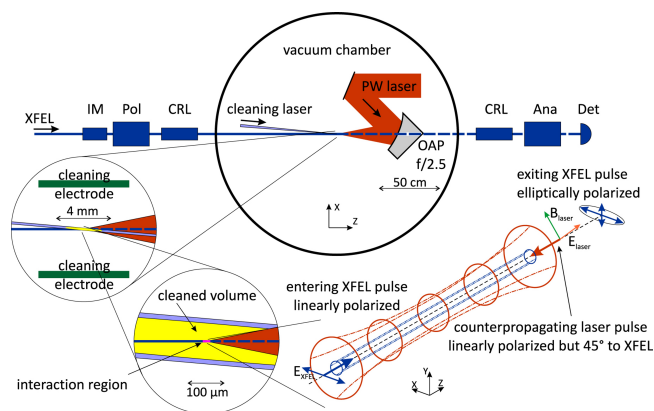 vacuum chamber
PW laser
cleaning laser
XFEL
IM
Pol
CRL
OAP
f/2.5
50 cm
CRL
Ana
Det
X
Z
cleaning
electrode
4 mm
cleaning
electrode
exiting XFEL pulse
elliptically polarized
B laser
E laser
cleaned volume
entering XFEL pulse
linearly polarized
counterpropagating laser pulse
linearly polarized but 45° to XFEL
interaction region
100 µm
E XFEL
Y
X
Z